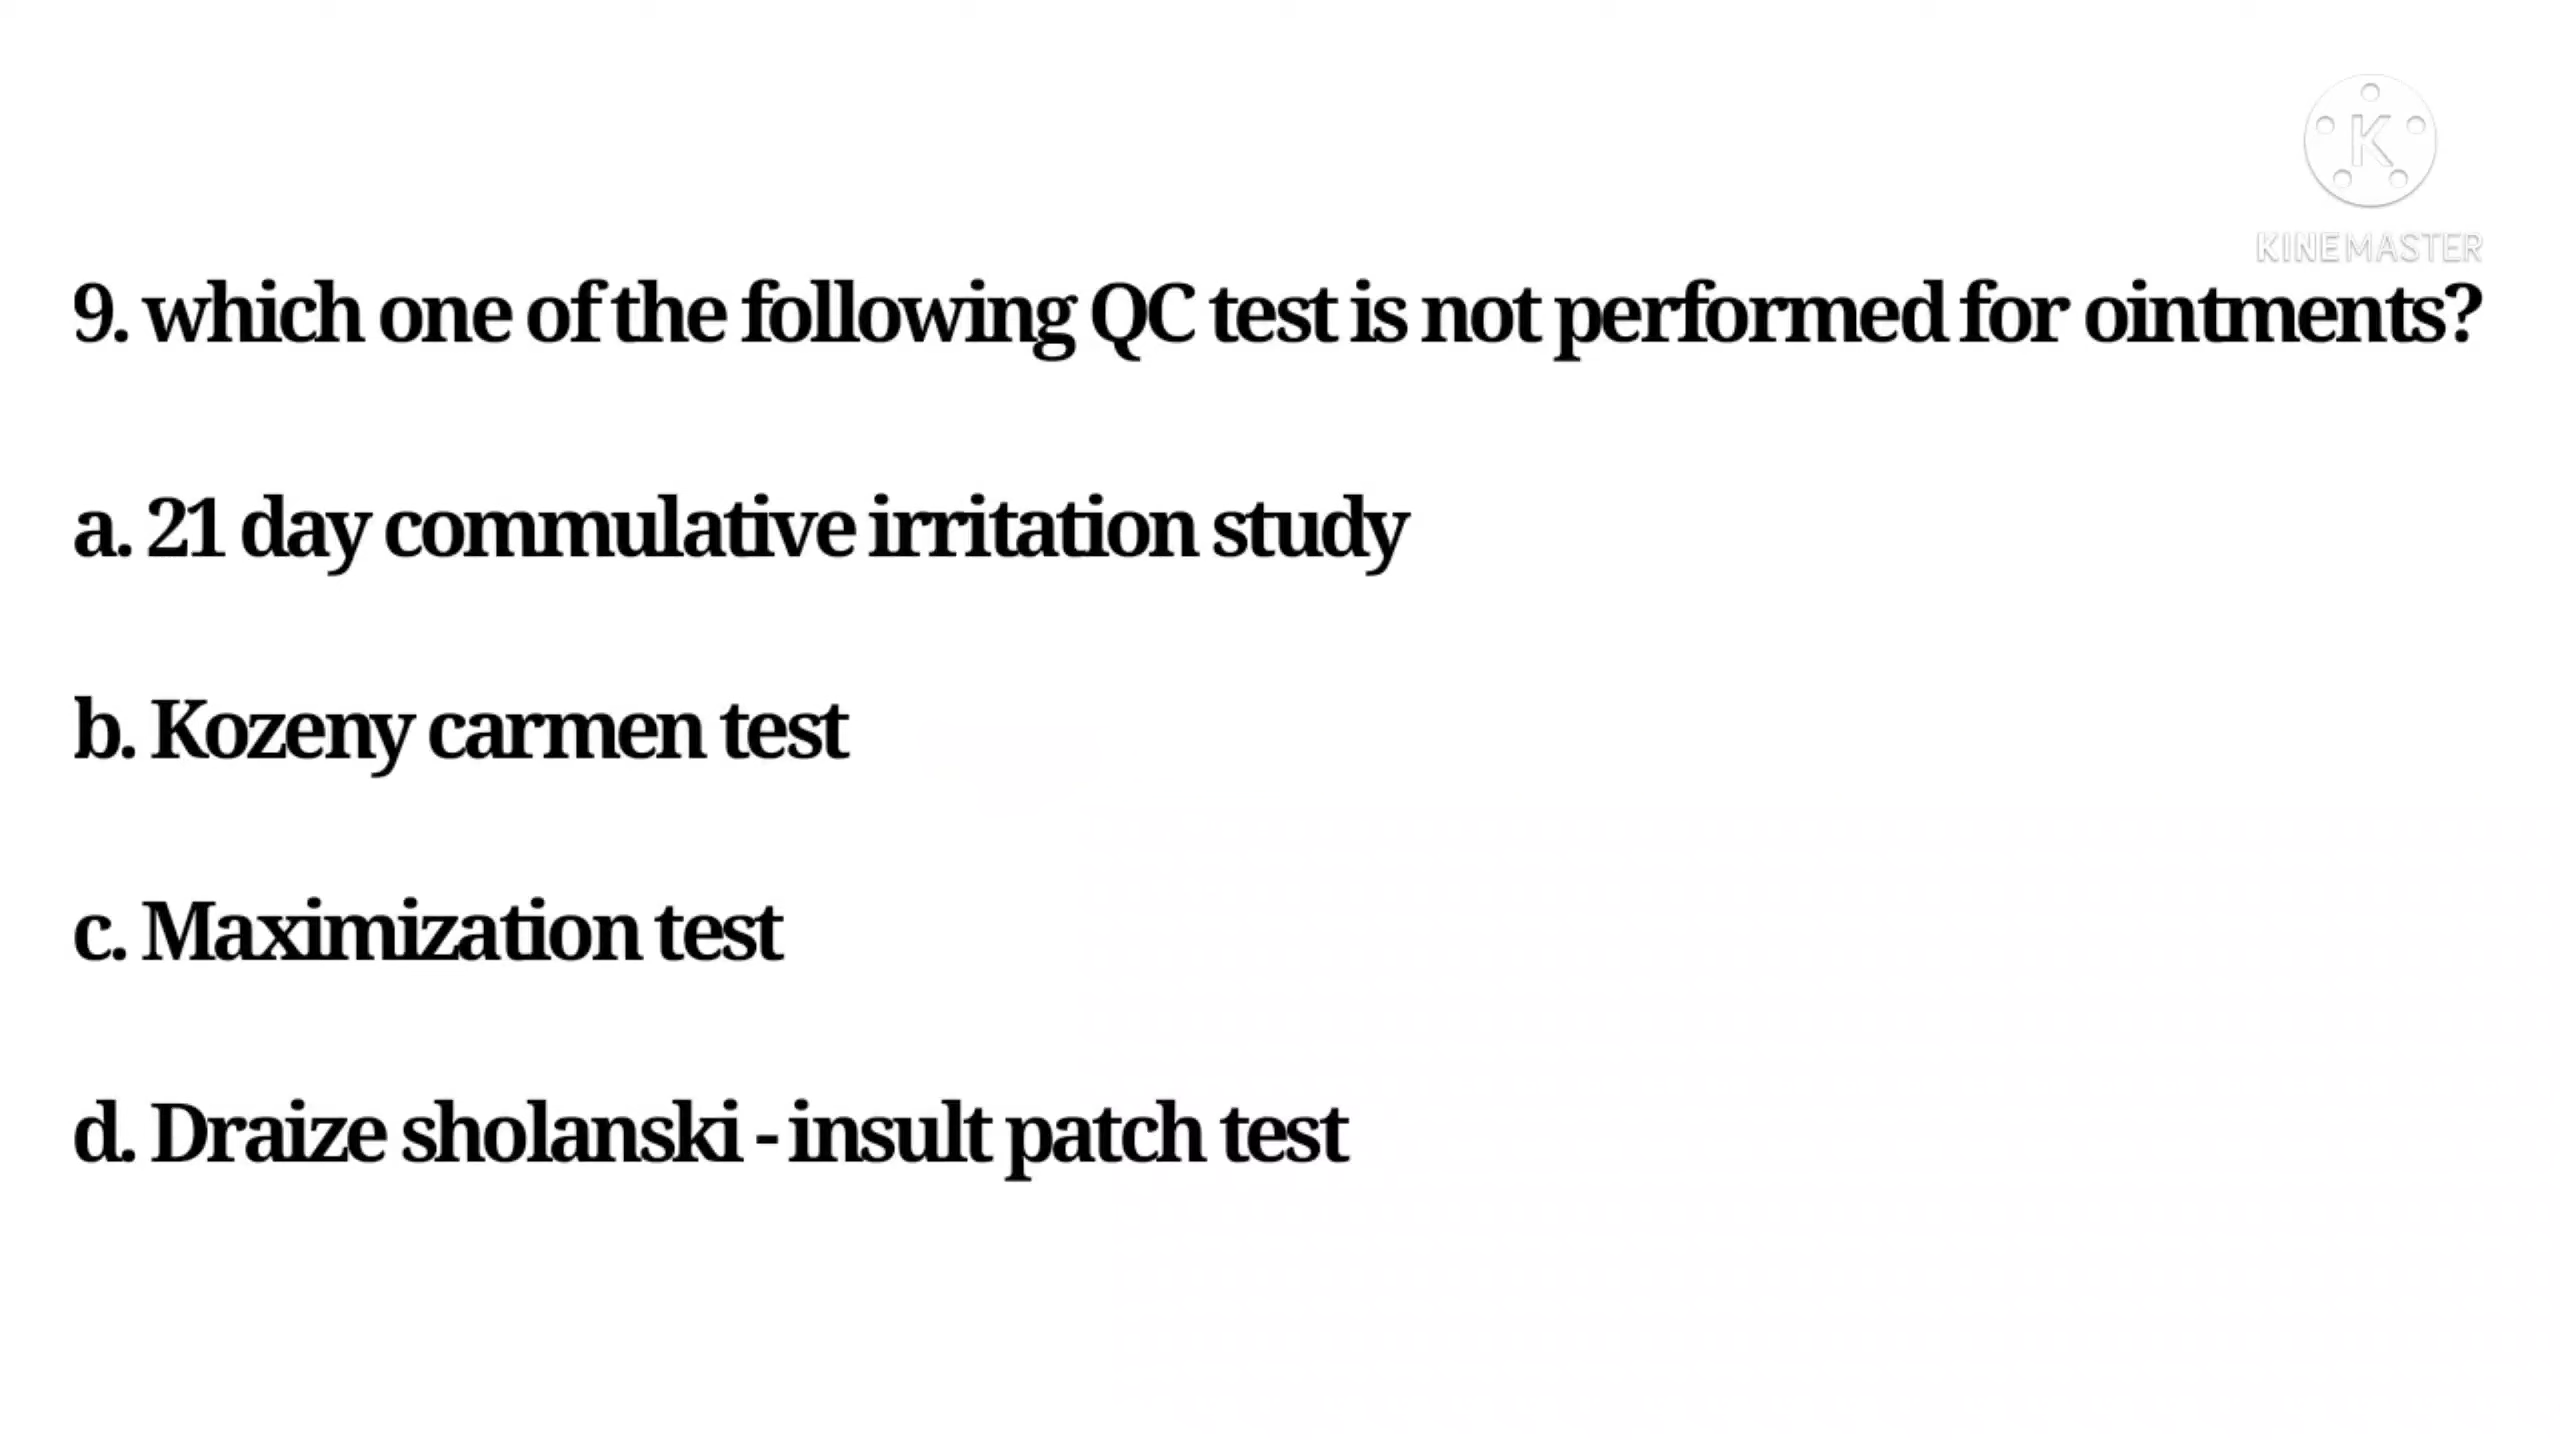 K
KINEMASTER
9. which one of the following QC test is not performed for ointments?
a. 21 day commulative irritation study
b. Kozeny carmen test
c. Maximization test
d. Draize sholanski - insult patch test